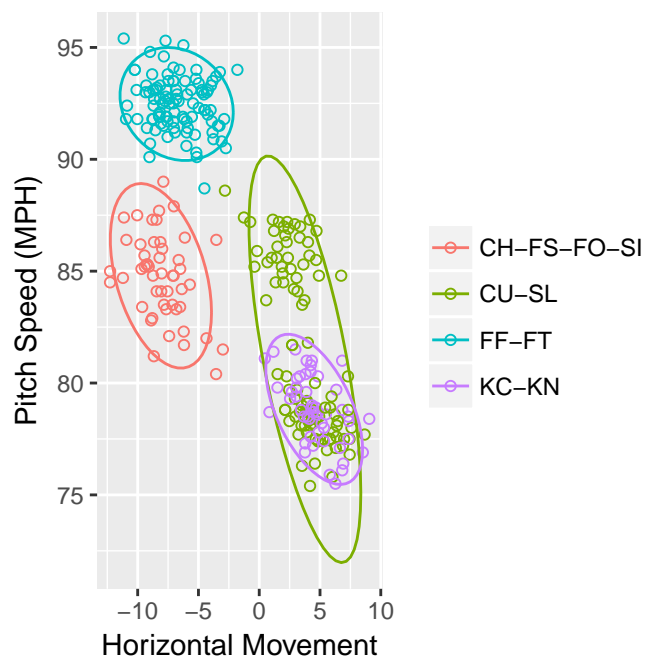 95
90
85
80
75
Pitch Speed (MPH)
−10 −5 0 5 10
Horizontal Movement
CH−FS−FO−SI
CU−SL
FF−FT
KC−KN